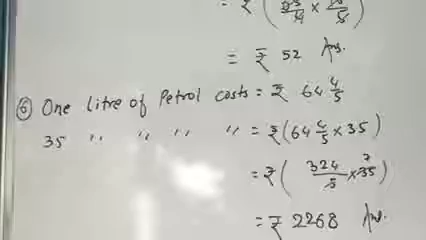 = ₹ 52 Ans.
⑥ One litre of Petrol costs = ₹ 64 4/5
35 " " " " = ₹(64 4/5 × 35)
= ₹( 324/5 × 35 7)
= ₹ 2268 Ans.